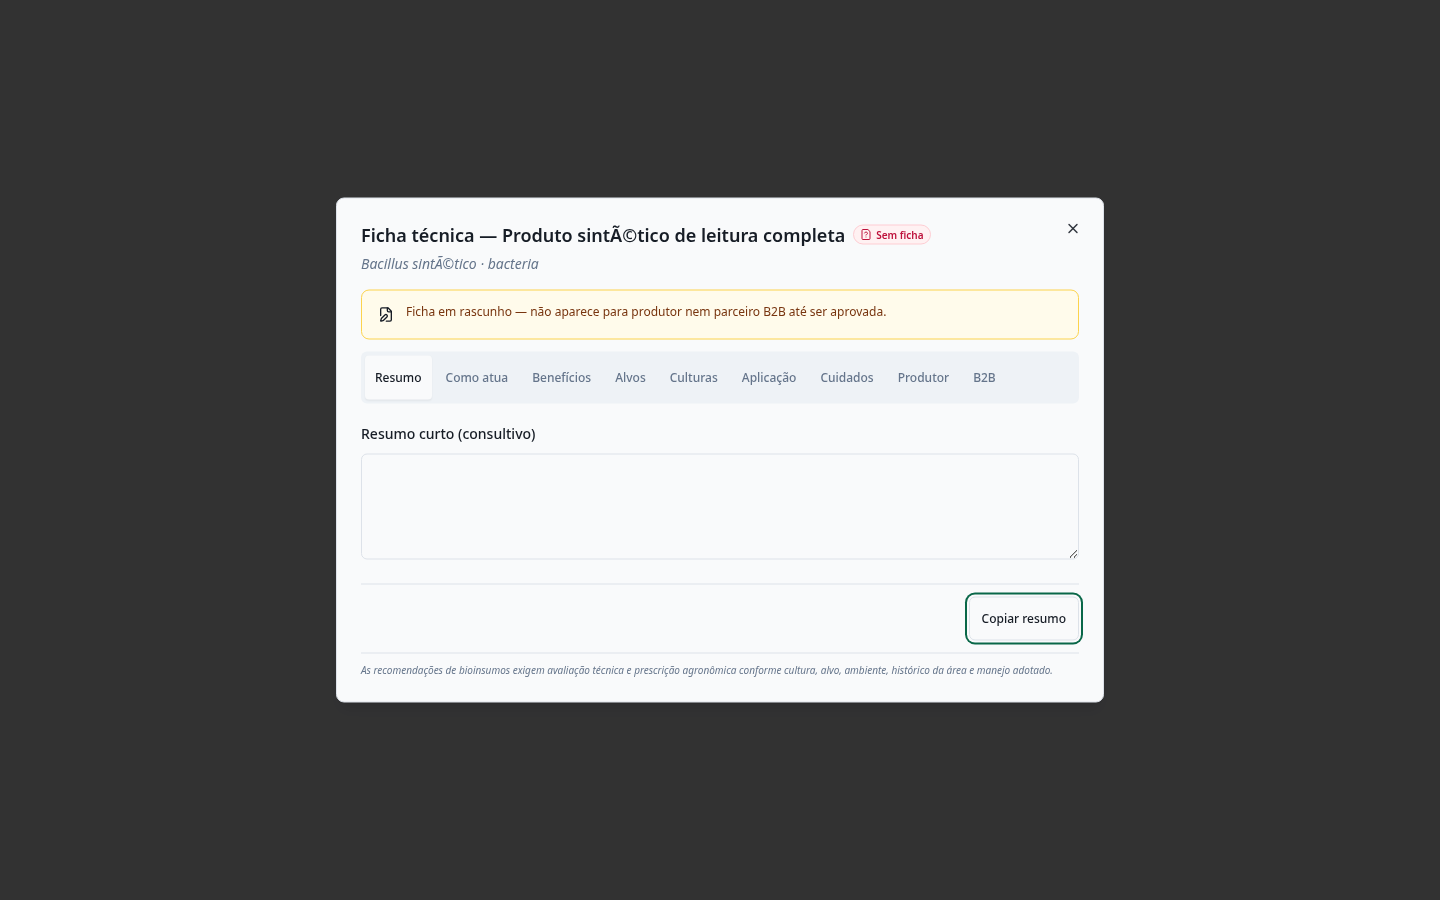 Ficha técnica — Produto sintÃ©tico de leitura completa Sem ficha
Bacillus sintÃ©tico · bacteria
Ficha em rascunho — não aparece para produtor nem parceiro B2B até ser aprovada.
Resumo Como atua Benefícios Alvos Culturas Aplicação Cuidados Produtor B2B
Resumo curto (consultivo)
Copiar resumo
As recomendações de bioinsumos exigem avaliação técnica e prescrição agronômica conforme cultura, alvo, ambiente, histórico da área e manejo adotado.